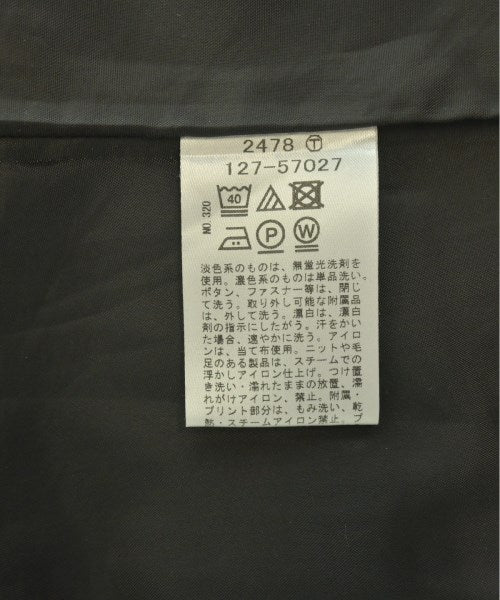 2478 Ⓣ
127-57027
40
P W
NO.320
淡色系のものは、無蛍光洗剤を
使用。濃色系のものは単品洗い。
ボタン、ファスナー等は、閉じ
て洗う。取り外し可能な附属品
は、外して洗う。漂白は、漂白
剤の指示にしたがう。汗をかい
た場合、速やかに洗う。アイロ
ンは、当て布使用。ニットや毛
足のある製品は、スチームでの
浮かしアイロン仕上げ。つけ置
き洗い・濡れたままの放置、濡
れがけアイロン、禁止。附属・
プリント部分は、もみ洗い、乾
熱・スチームアイロン禁止。プ